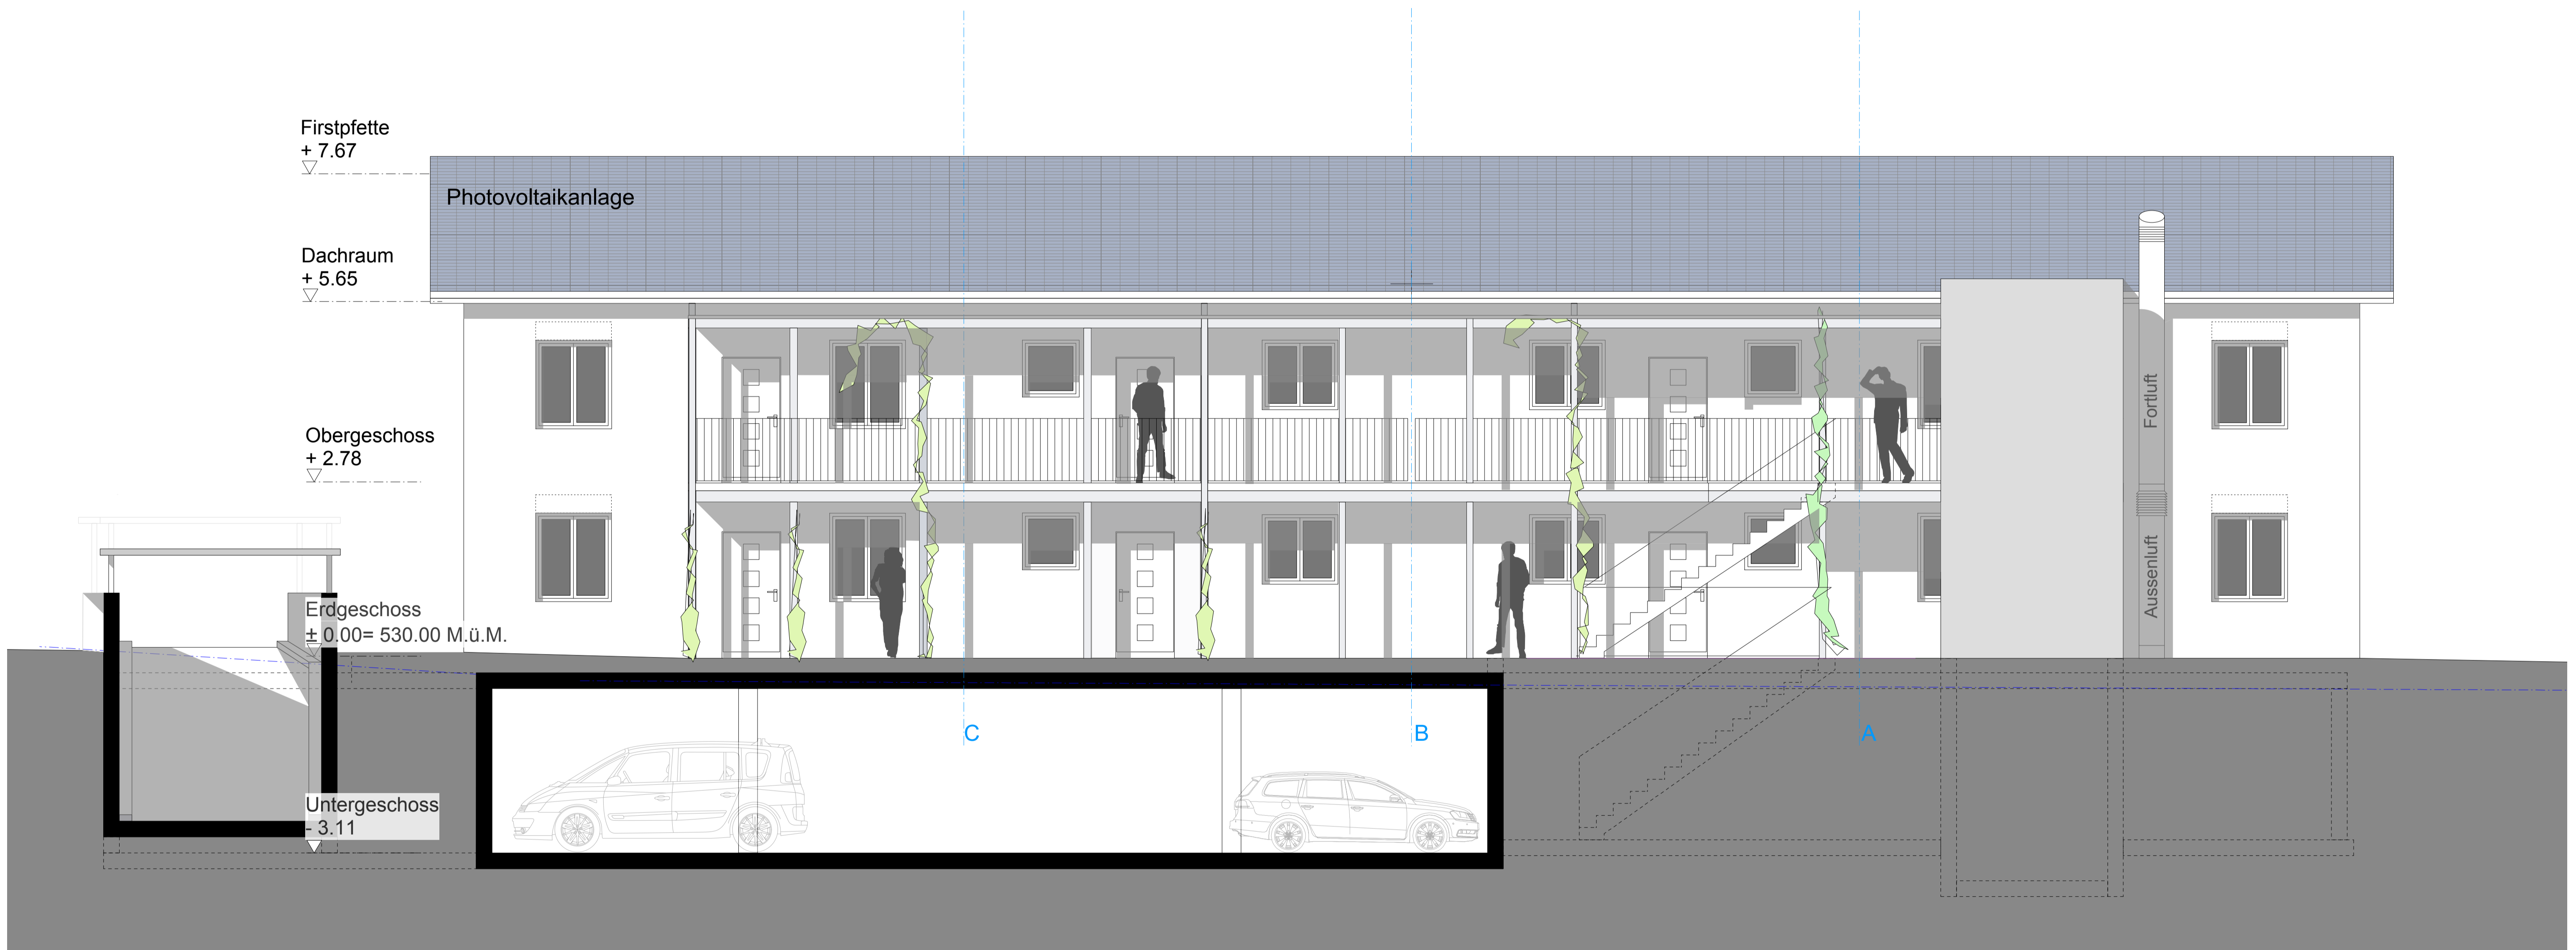 Firstpfette
+ 7.67
Photovoltaikanlage
Dachraum
+ 5.65
Obergeschoss
+ 2.78
Fortluft
Aussenluft
Erdgeschoss
± 0.00= 530.00 M.ü.M.
C
B
A
Untergeschoss
- 3.11